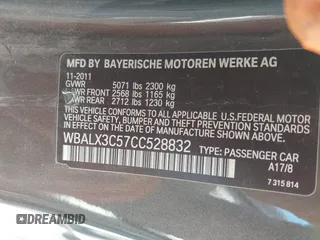 MFD BY BAYERISCHE MOTOREN WERKE AG
11-2011
GVWR 5071 lbs 2300 kg
GAWR FRONT 2568 lbs 1165 kg
GAWR REAR 2712 lbs 1230 kg
THIS VEHICLE CONFORMS TO ALL APPLICABLE U.S. FEDERAL MOTOR
VEHICLE SAFETY, BUMPER, AND THEFT PREVENTION STANDARDS
IN EFFECT ON THE DATE OF MANUFACTURE SHOWN ABOVE.
WBALX3C57CC528832 TYPE: PASSENGER CAR
A17/8
7 315 814
DREAMBID